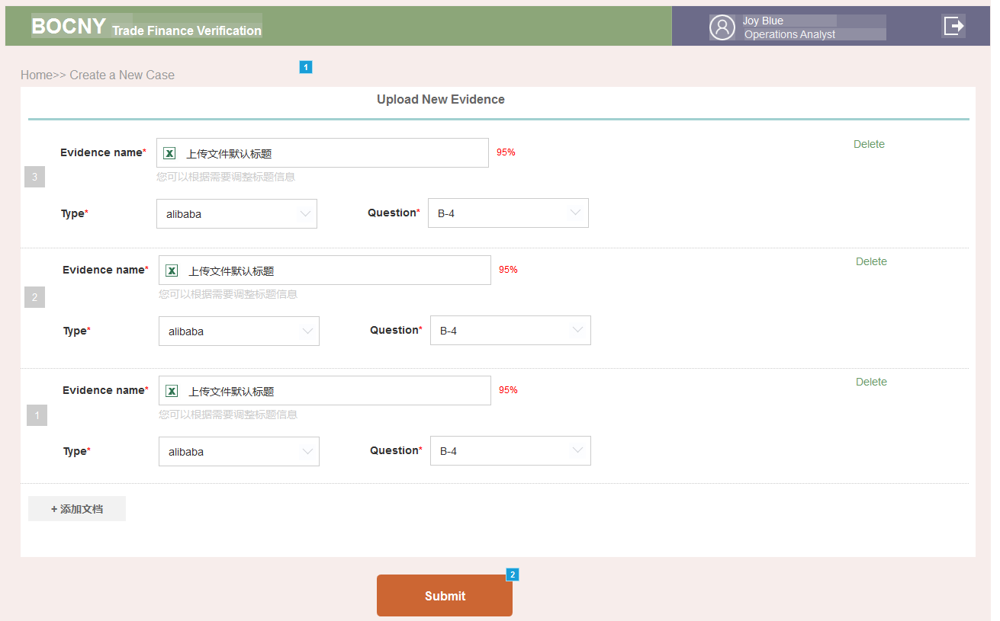 BOCNY Trade Finance Verification
Joy Blue
Operations Analyst
1
Home>> Create a New Case
Upload New Evidence
Evidence name* 上传文件默认标题 95% Delete
您可以根据需要调整标题信息
3
Type* alibaba Question* B-4
Evidence name* 上传文件默认标题 95% Delete
您可以根据需要调整标题信息
2
Type* alibaba Question* B-4
Evidence name* 上传文件默认标题 95% Delete
您可以根据需要调整标题信息
1
Type* alibaba Question* B-4
+ 添加文档
2
Submit